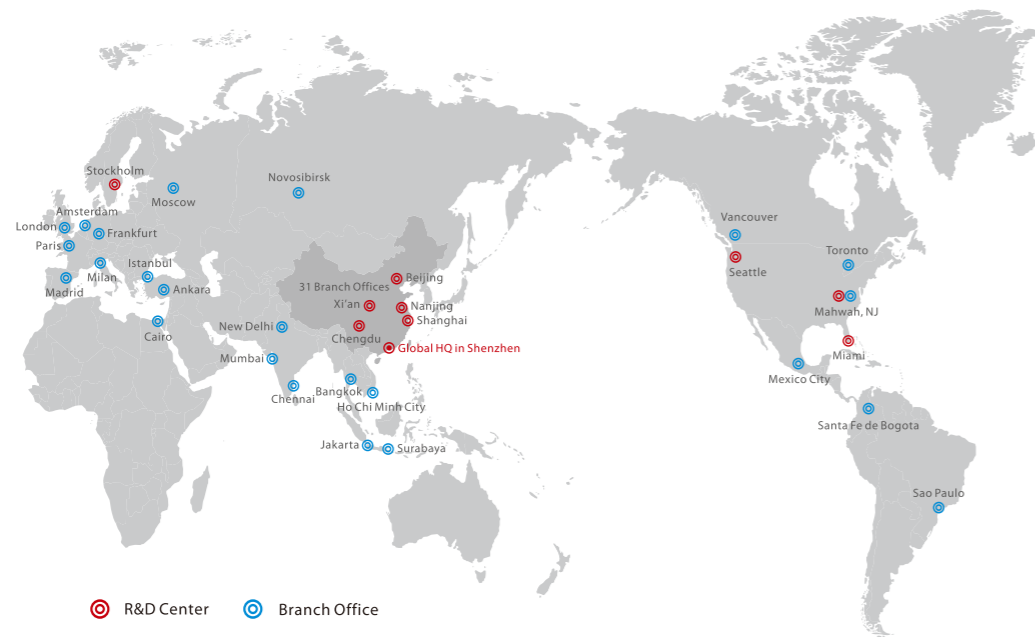 Stockholm
Moscow
Novosibirsk
Amsterdam
London
Frankfurt
Paris
Istanbul
Milan
Madrid
Ankara
Cairo
31 Branch Offices
Beijing
Xi'an
Nanjing
Shanghai
New Delhi
Chengdu
Global HQ in Shenzhen
Mumbai
Chennai
Bangkok
Ho Chi Minh City
Jakarta
Surabaya
Vancouver
Toronto
Seattle
Mahwah, NJ
Miami
Mexico City
Santa Fe de Bogota
Sao Paulo
R&D Center
Branch Office